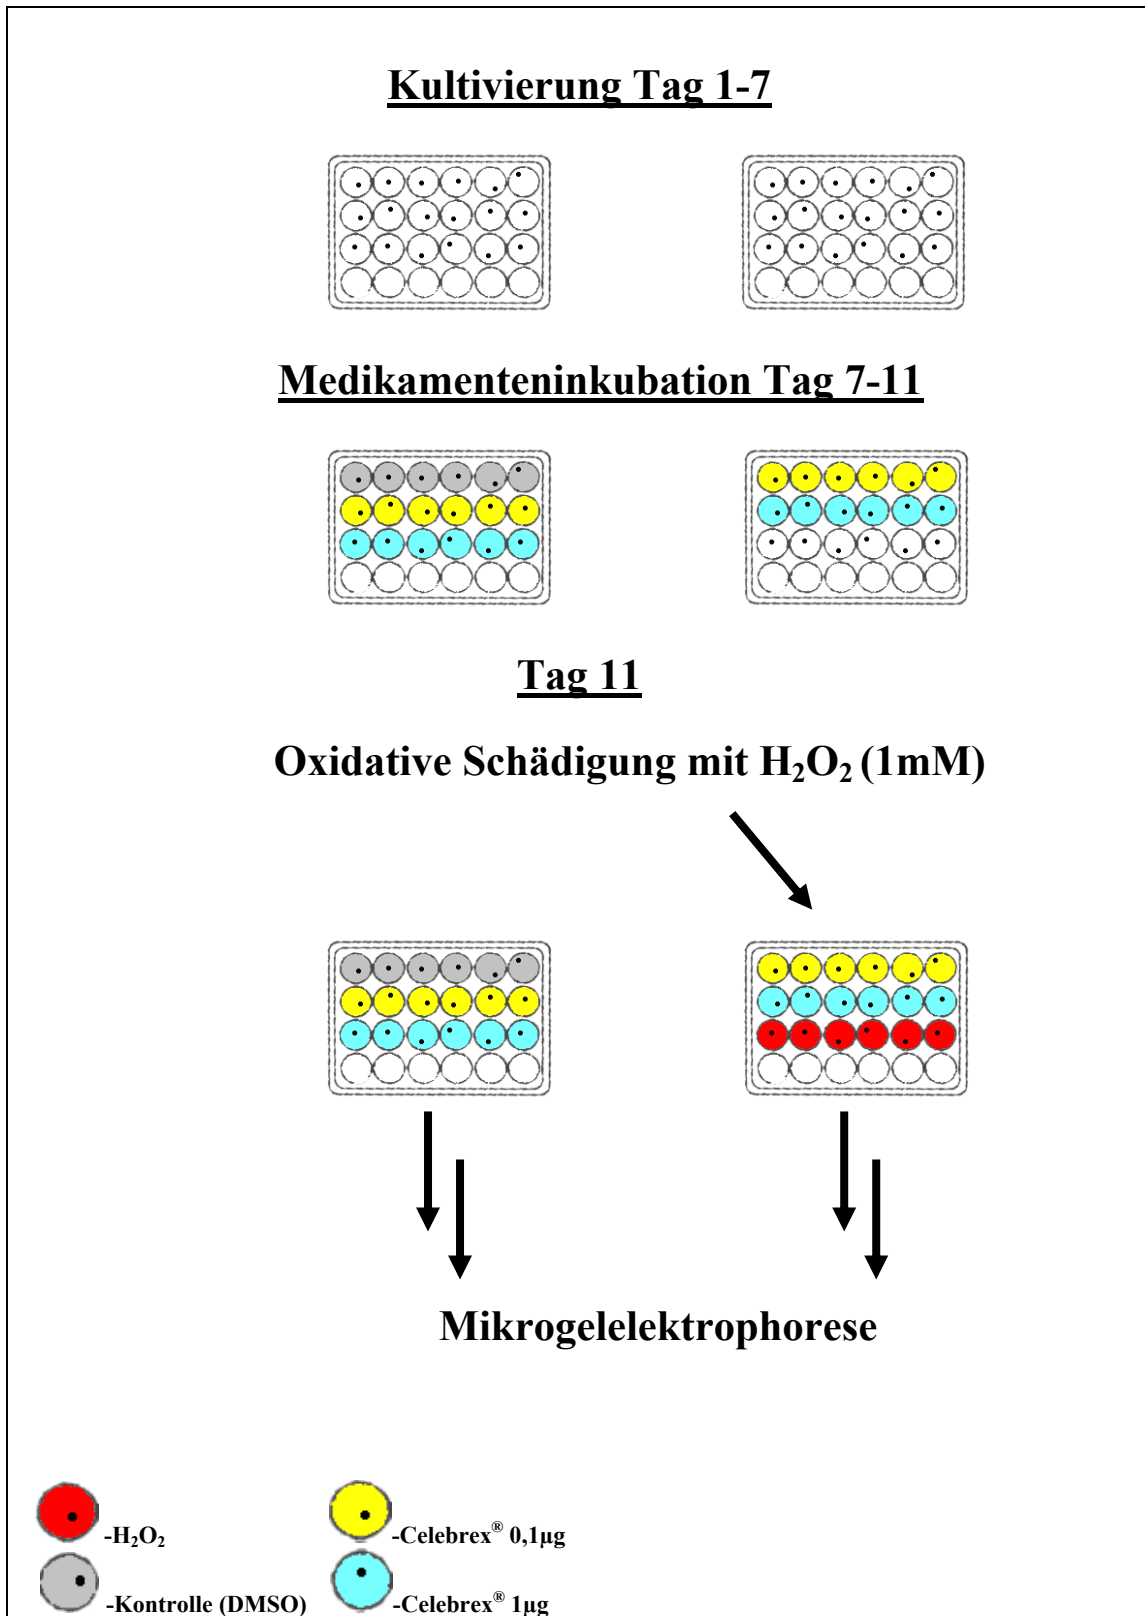 Kultivierung Tag 1-7
Medikamenteninkubation Tag 7-11
Tag 11
Oxidative Schädigung mit H₂O₂ (1mM)
Mikrogelelektrophorese
-H₂O₂
-Celebrex® 0,1µg
-Kontrolle (DMSO)
-Celebrex® 1µg